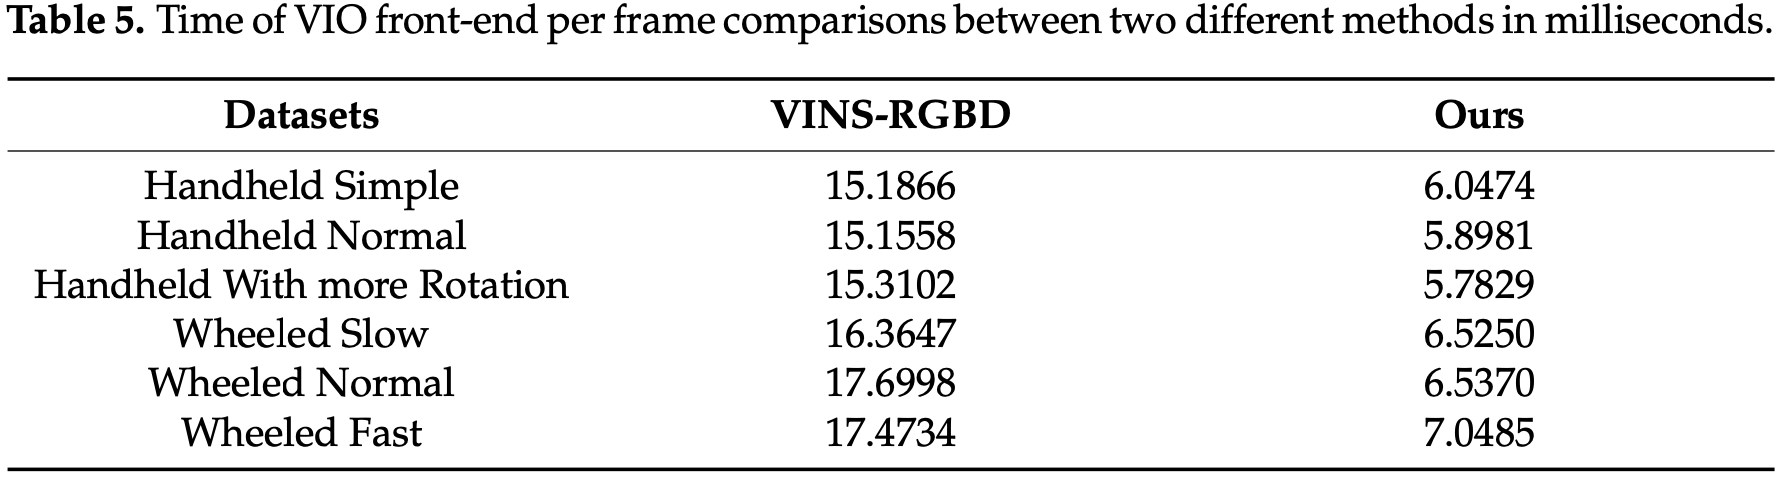 Table 5. Time of VIO front-end per frame comparisons between two different methods in milliseconds.
Datasets VINS-RGBD Ours
Handheld Simple 15.1866 6.0474
Handheld Normal 15.1558 5.8981
Handheld With more Rotation 15.3102 5.7829
Wheeled Slow 16.3647 6.5250
Wheeled Normal 17.6998 6.5370
Wheeled Fast 17.4734 7.0485